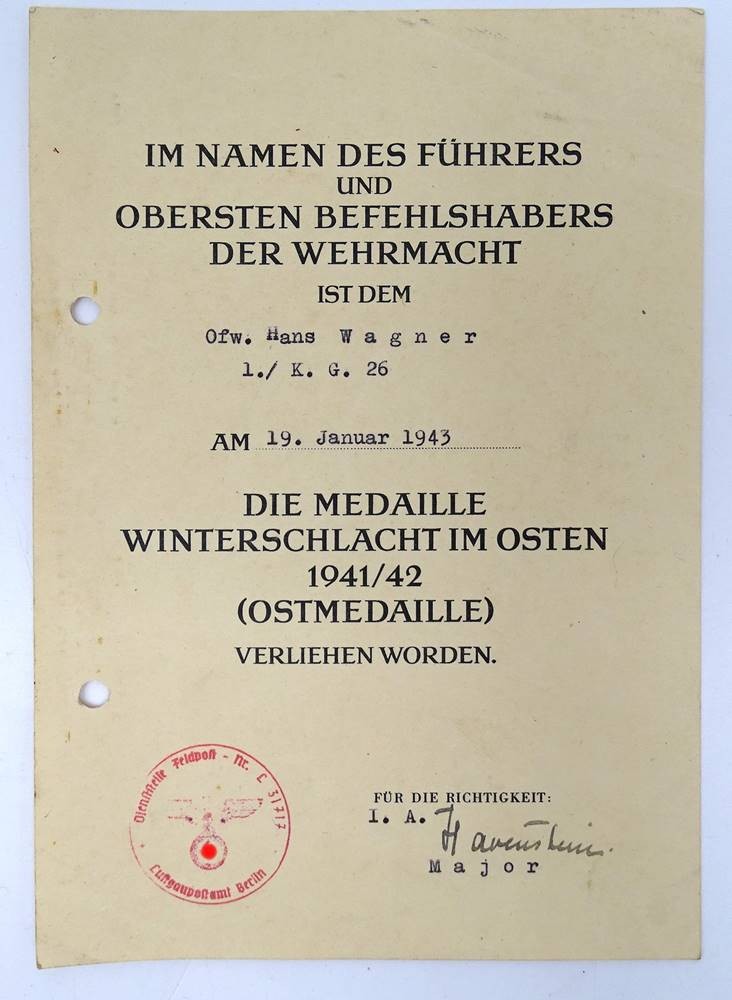 IM NAMEN DES FÜHRERS
UND
OBERSTEN BEFEHLSHABERS
DER WEHRMACHT
IST DEM
Ofw. Hans W a g n e r
1./ K. G. 26
AM 19. Januar 1943
DIE MEDAILLE
WINTERSCHLACHT IM OSTEN
1941/42
(OSTMEDAILLE)
VERLIEHEN WORDEN.
Dienststelle Feldpost - Nr. L 31717
Luftgaupostamt Berlin
FÜR DIE RICHTIGKEIT:
I. A.
M a j o r